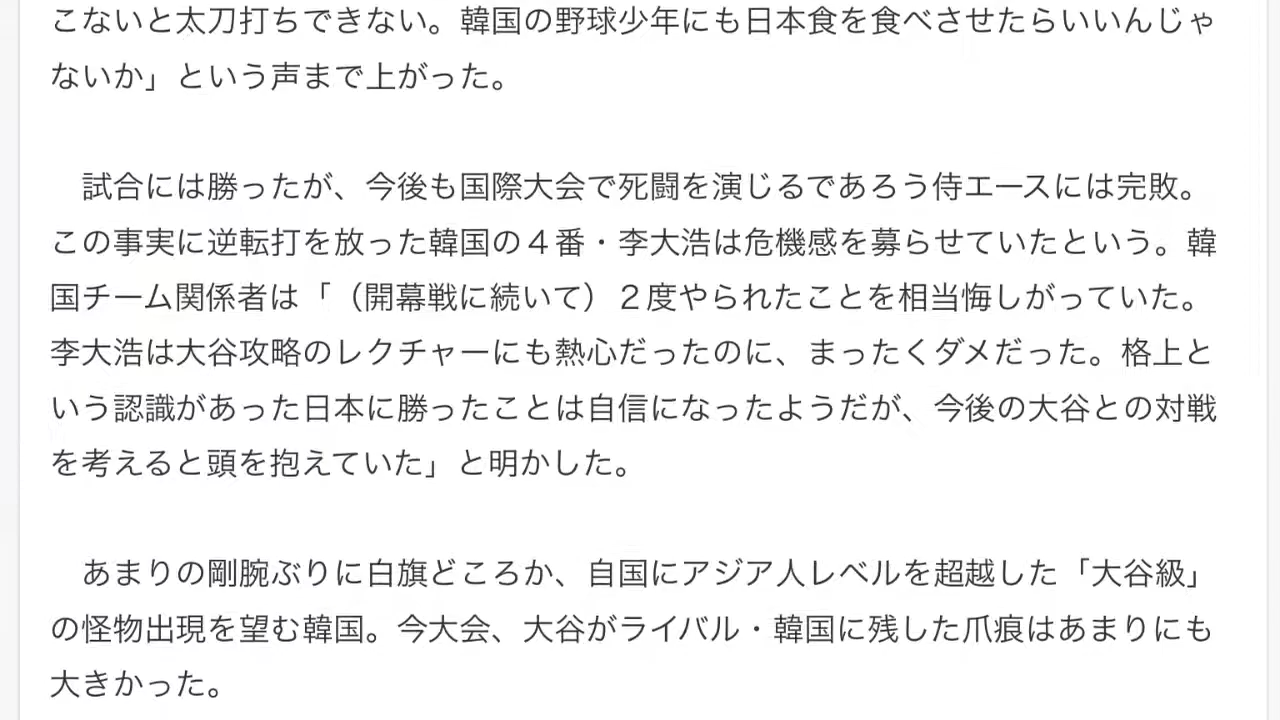 こないと太刀打ちできない。韓国の野球少年にも日本食を食べさせたらいいんじゃ
ないか」という声まで上がった。
　試合には勝ったが、今後も国際大会で死闘を演じるであろう侍エースには完敗。
この事実に逆転打を放った韓国の４番・李大浩は危機感を募らせていたという。韓
国チーム関係者は「（開幕戦に続いて）２度やられたことを相当悔しがっていた。
李大浩は大谷攻略のレクチャーにも熱心だったのに、まったくダメだった。格上と
いう認識があった日本に勝ったことは自信になったようだが、今後の大谷との対戦
を考えると頭を抱えていた」と明かした。
　あまりの剛腕ぶりに白旗どころか、自国にアジア人レベルを超越した「大谷級」
の怪物出現を望む韓国。今大会、大谷がライバル・韓国に残した爪痕はあまりにも
大きかった。